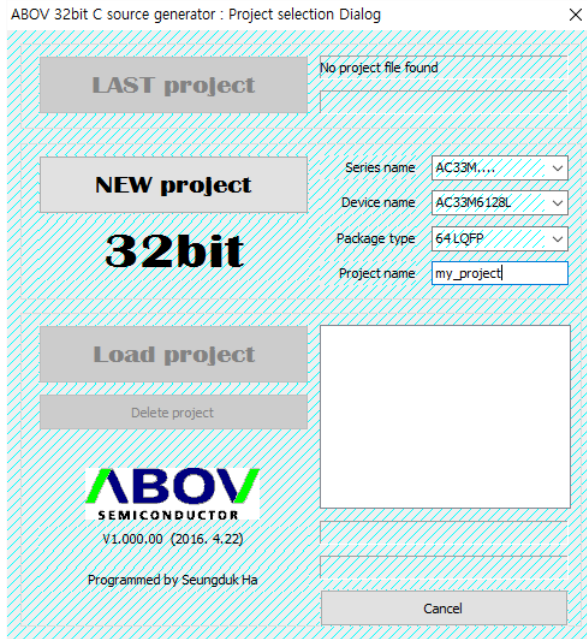 ABOV 32bit C source generator : Project selection Dialog
LAST project
No project file found
NEW project
32bit
Series name AC33M....
Device name AC33M6128L
Package type 64 LQFP
Project name my_project
Load project
Delete project
ABOV
SEMICONDUCTOR
V1.000.00 (2016. 4.22)
Programmed by Seungduk Ha
Cancel